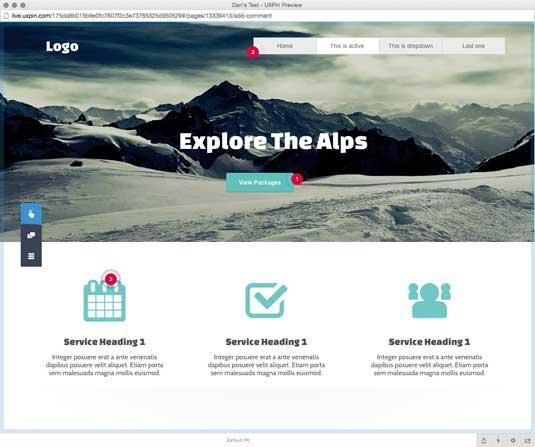 Dan's Test - UXPin Preview
live.uxpin.com/175da8b015b9e0fc7607f2c3e73785325d950529#/pages/13339413/add-comment
Logo
Home This is active This is dropdown Last one
2
Explore The Alps
View Packages 1
3
Service Heading 1 Service Heading 1 Service Heading 1
Integer posuere erat a ante venenatis Integer posuere erat a ante venenatis Integer posuere erat a ante venenatis
dapibus posuere velit aliquet. Etiam porta dapibus posuere velit aliquet. Etiam porta dapibus posuere velit aliquet. Etiam porta
sem malesuada magna mollis euismod. sem malesuada magna mollis euismod. sem malesuada magna mollis euismod.
Default